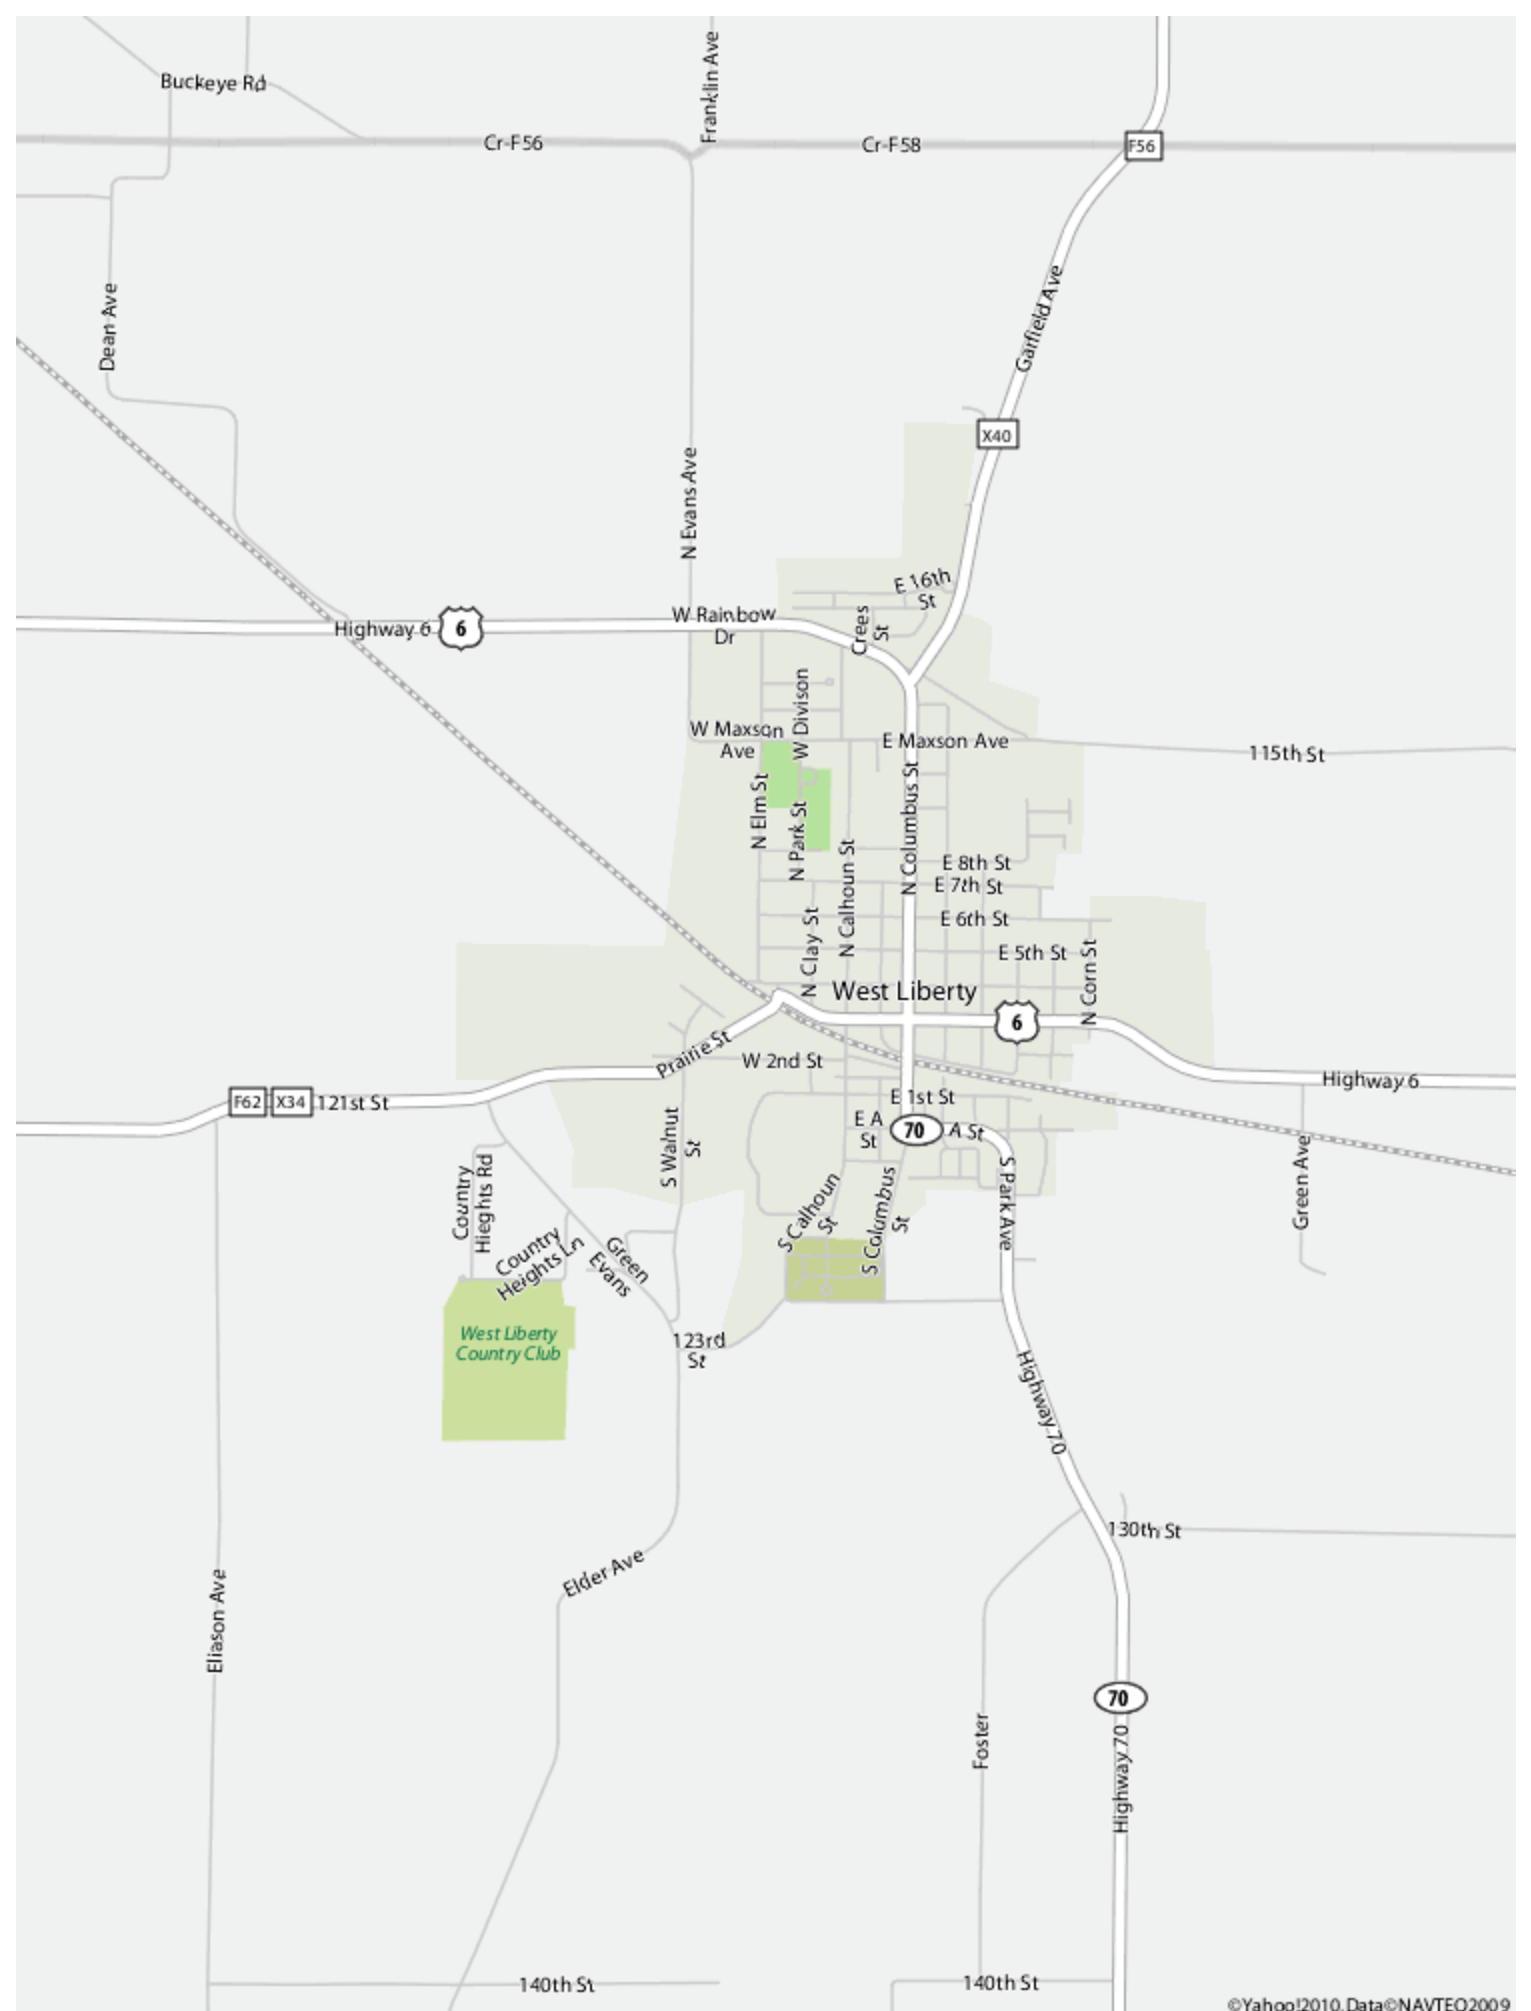 Franklin Ave
Buckeye Rd
Cr-F56
Cr-F58
F56
Dean Ave
Garfield Ave
X40
N Evans Ave
E 16th
St
W Rainbow
Dr
Highway 6
6
Crees
St
W Divison
W Maxson
Ave
E Maxson Ave
115th St
N Elm St
N Park St
N Columbus St
N Calhoun St
E 8th St
E 7th St
E 6th St
N Clay St
E 5th St
N Corn St
West Liberty
6
Prairie St
W 2nd St
Highway 6
F62
X34
121st St
E 1st St
E A
St
70
A St
S Walnut
St
Country
Hieghts Rd
S Park Ave
Green Ave
S Calhoun
St
S Columbus
St
Country
Heights Ln
Green
Evans
West Liberty
Country Club
123rd
St
Highway 70
130th St
Elder Ave
Eliason Ave
70
Foster
Highway 70
140th St
140th St
©Yahoo!2010,Data©NAVTEQ2009